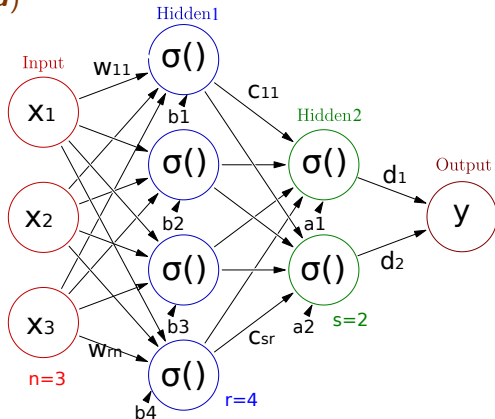 Hidden1
Input
w11
σ()
x1
b1
c11
Hidden2
σ()
b2
σ()
a1
Output
d1
x2
y
σ()
b3
σ()
a2
d2
s=2
x3
wrn
n=3
σ()
csr
b4
r=4